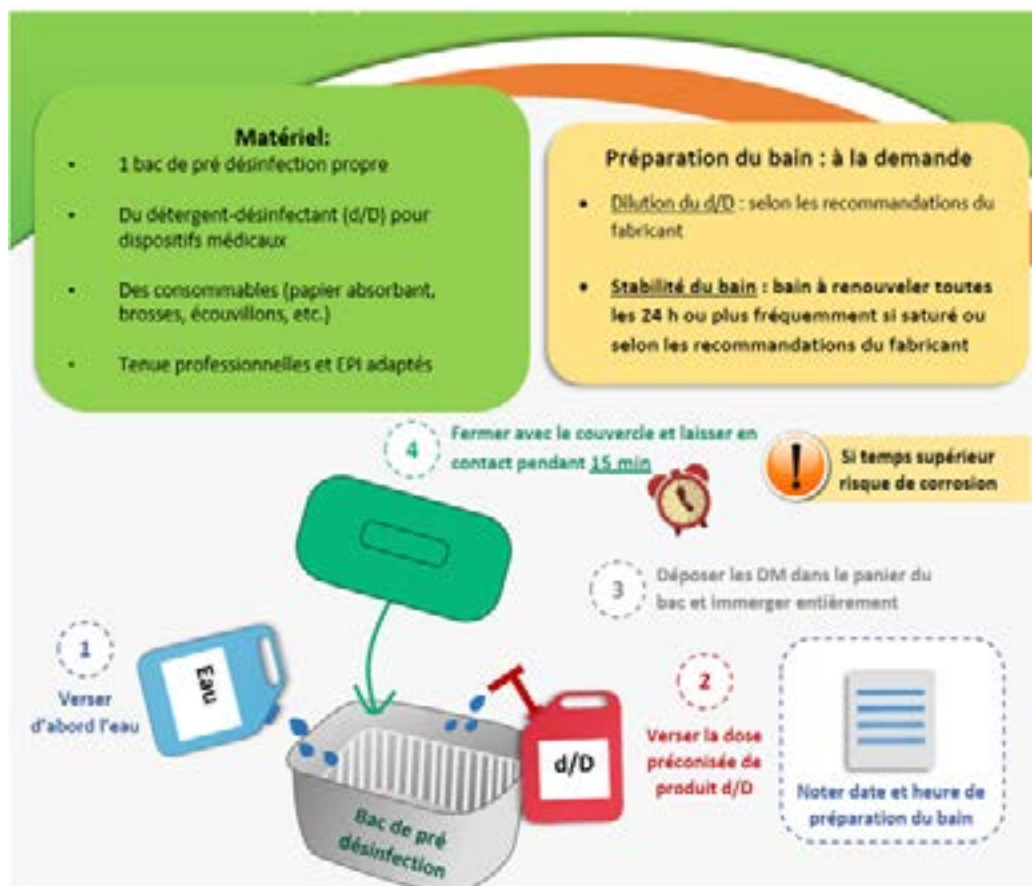 Matériel:
• 1 bac de pré désinfection propre
• Du détergent-désinfectant (d/D) pour
dispositifs médicaux
• Des consommables (papier absorbant,
brosses, écouvillons, etc.)
• Tenue professionnelles et EPI adaptés
Préparation du bain : à la demande
• Dilution du d/D : selon les recommandations du
fabricant
• Stabilité du bain : bain à renouveler toutes
les 24 h ou plus fréquemment si saturé ou
selon les recommandations du fabricant
4
Fermer avec le couvercle et laisser en
contact pendant 15 min
!
Si temps supérieur
risque de corrosion
3
Déposer les DM dans le panier du
bac et immerger entièrement
1
Verser
d'abord l'eau
Eau
2
Verser la dose
préconisée de
produit d/D
d/D
Bac de pré
désinfection
Noter date et heure de
préparation du bain